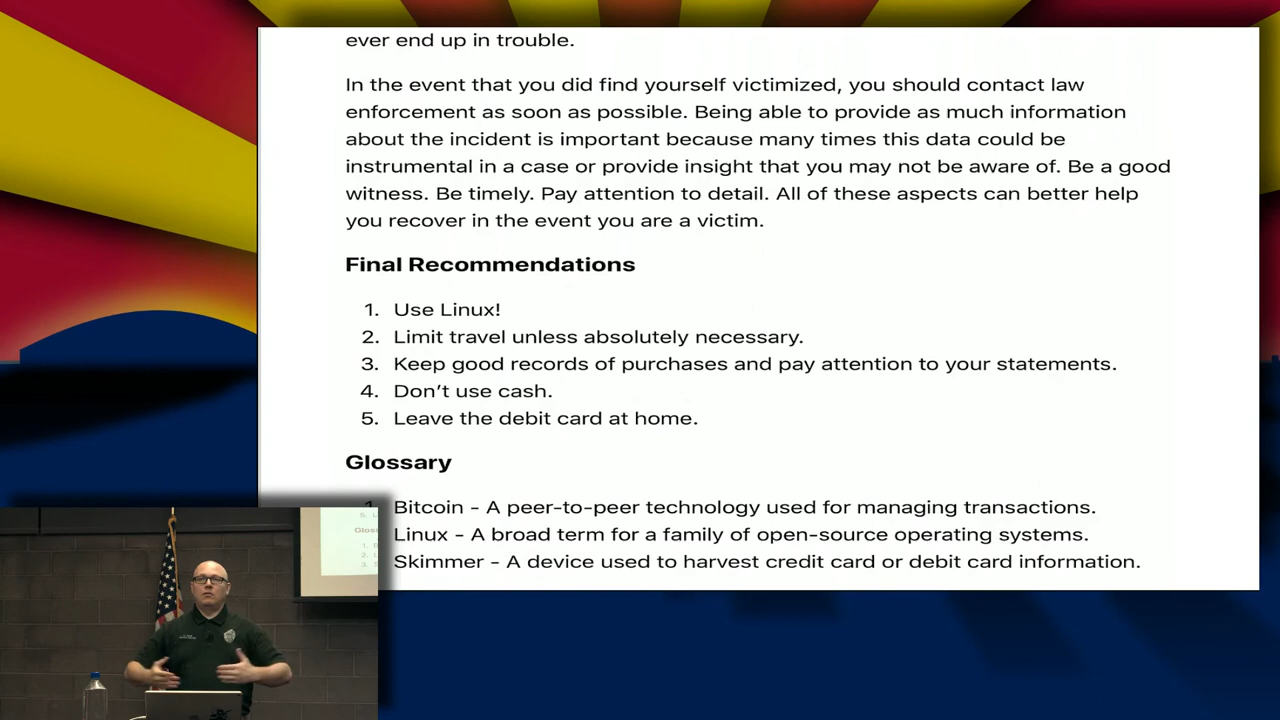 ever end up in trouble.
In the event that you did find yourself victimized, you should contact law
enforcement as soon as possible. Being able to provide as much information
about the incident is important because many times this data could be
instrumental in a case or provide insight that you may not be aware of. Be a good
witness. Be timely. Pay attention to detail. All of these aspects can better help
you recover in the event you are a victim.
Final Recommendations
1. Use Linux!
2. Limit travel unless absolutely necessary.
3. Keep good records of purchases and pay attention to your statements.
4. Don’t use cash.
5. Leave the debit card at home.
Glossary
1. Bitcoin - A peer-to-peer technology used for managing transactions.
Linux - A broad term for a family of open-source operating systems.
Skimmer - A device used to harvest credit card or debit card information.